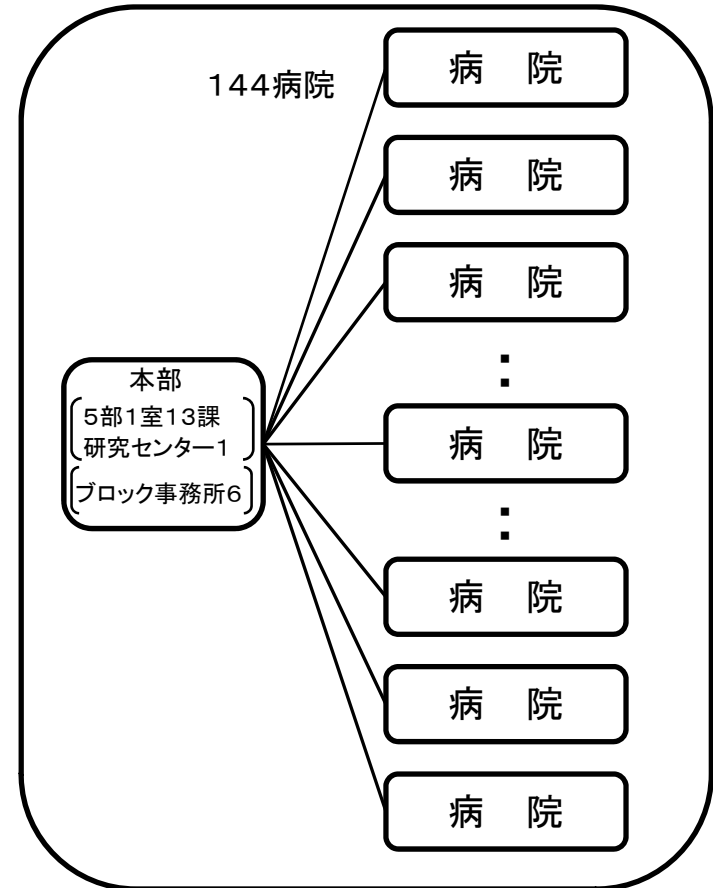 144病院
病　院
病　院
病　院
：
病　院
：
病　院
病　院
病　院
本部
5部1室13課
研究センター1
ブロック事務所6